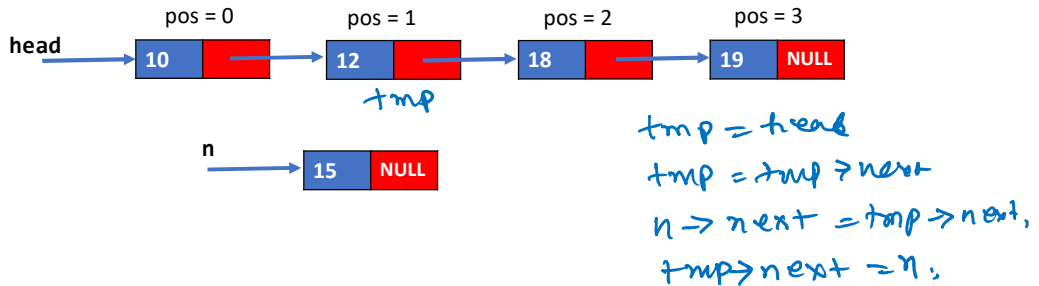 pos = 0 pos = 1 pos = 2 pos = 3
head
10 12 18 19 NULL
tmp
n
15 NULL
tmp = head
tmp = tmp → next
n → next = tmp → next,
tmp → next = n;